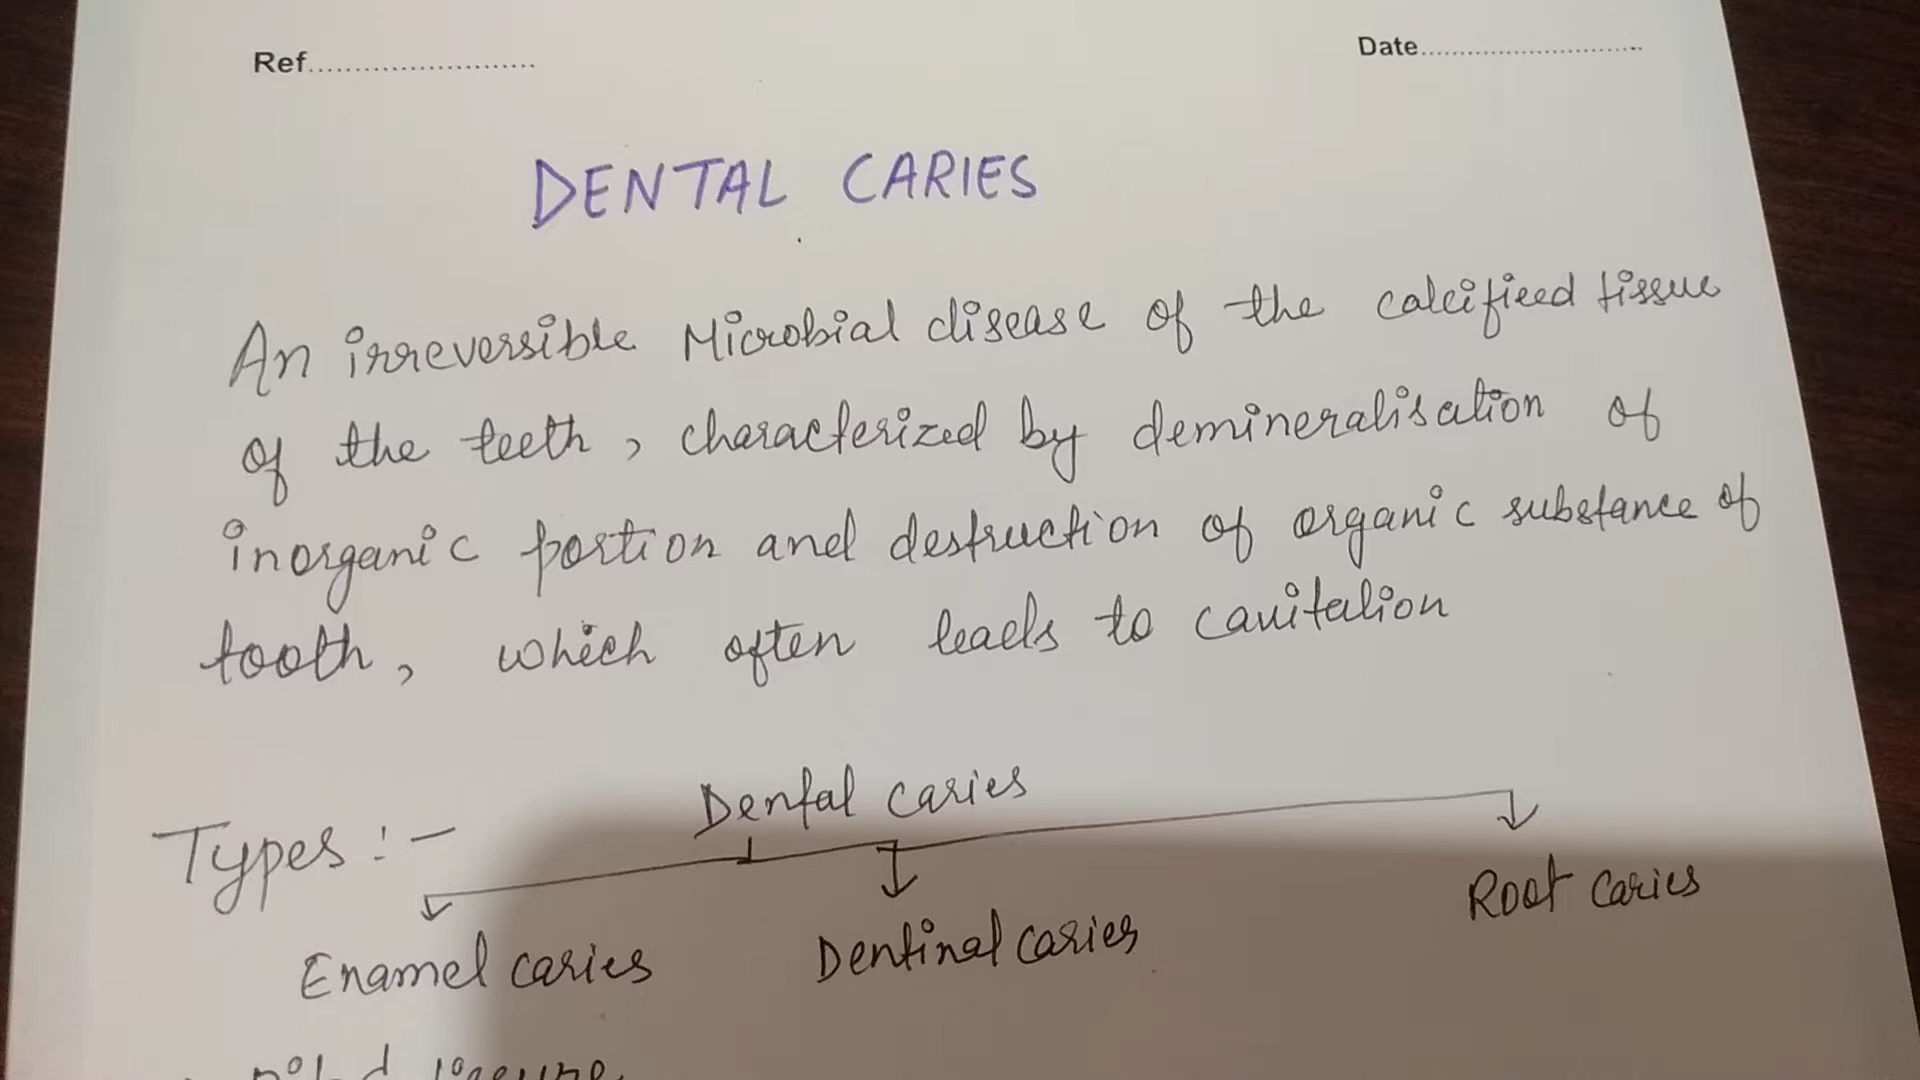 Ref........................
Date............................
DENTAL CARIES
An irreversible Microbial disease of the calcified tissue
of the teeth, characterized by demineralisation of
inorganic portion and destruction of organic substance of
tooth, which often leads to cavitation
Dental caries
Types :-
Enamel caries
Dentinal caries
Root caries